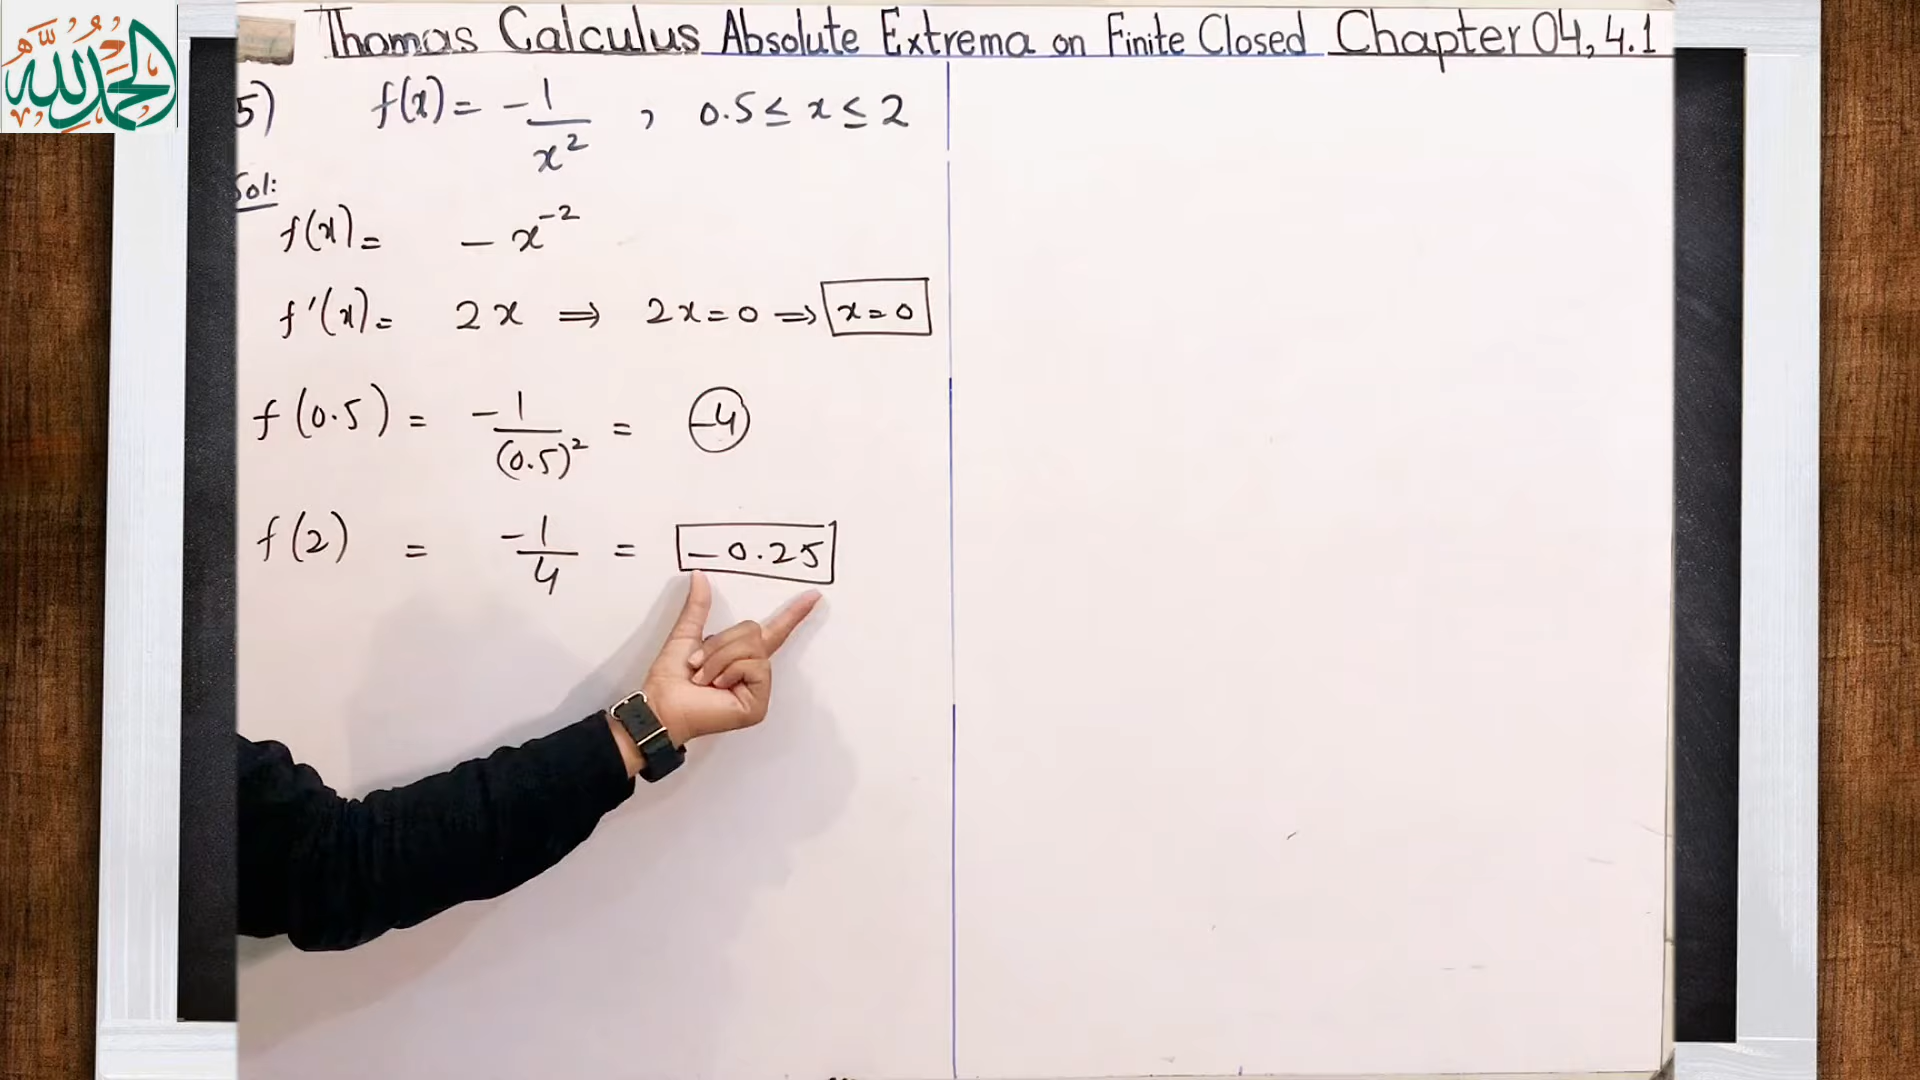 الحمد لله
Thomas Calculus Absolute Extrema on Finite Closed Chapter 04, 4.1
5) f(x) = -1/x² , 0.5 ≤ x ≤ 2
Sol:
f(x) = - x⁻²
f'(x) = 2x ⇒ 2x = 0 ⇒ x = 0
f(0.5) = -1/(0.5)² = -4
f(2) = -1/4 = -0.25